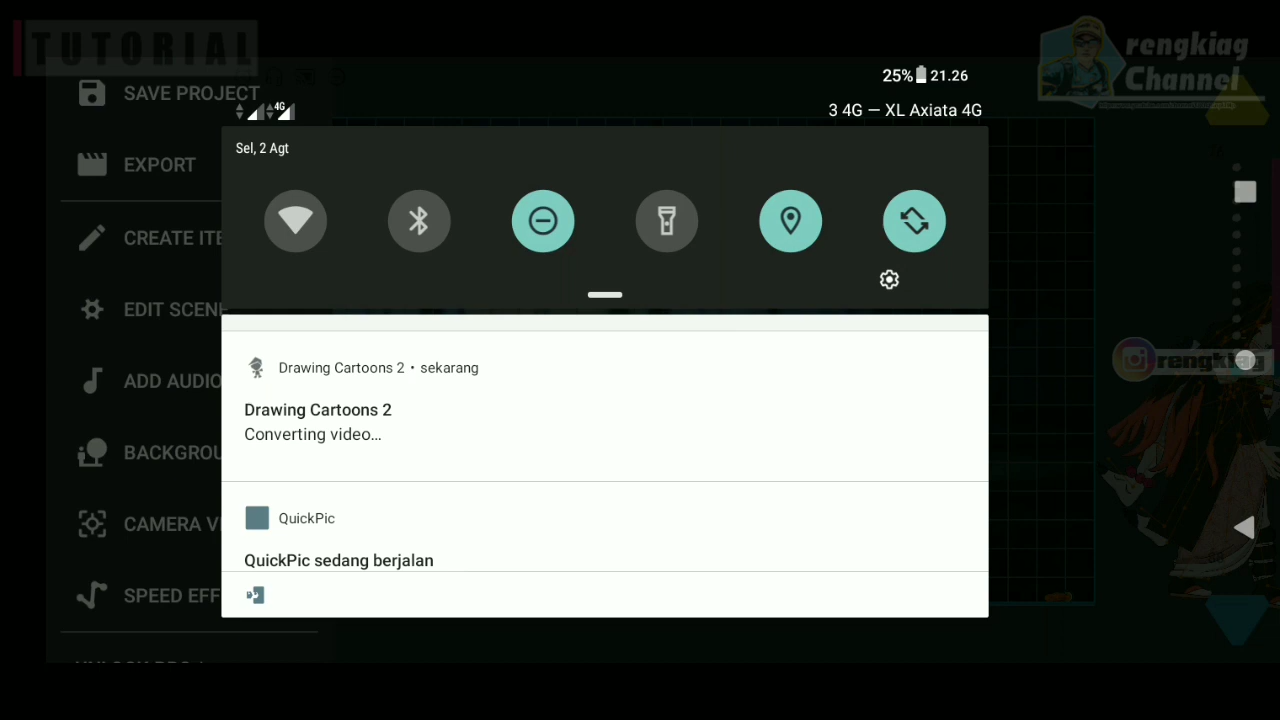 TUTORIAL
rengkiag
Channel
SAVE PROJECT
25% 21.26
4G
3 4G — XL Axiata 4G
Sel, 2 Agt
EXPORT
CREATE ITE
EDIT SCENE
ADD AUDIO
BACKGROU
CAMERA VI
SPEED EFF
Drawing Cartoons 2 • sekarang
Drawing Cartoons 2
Converting video...
QuickPic
QuickPic sedang berjalan
rengkiag